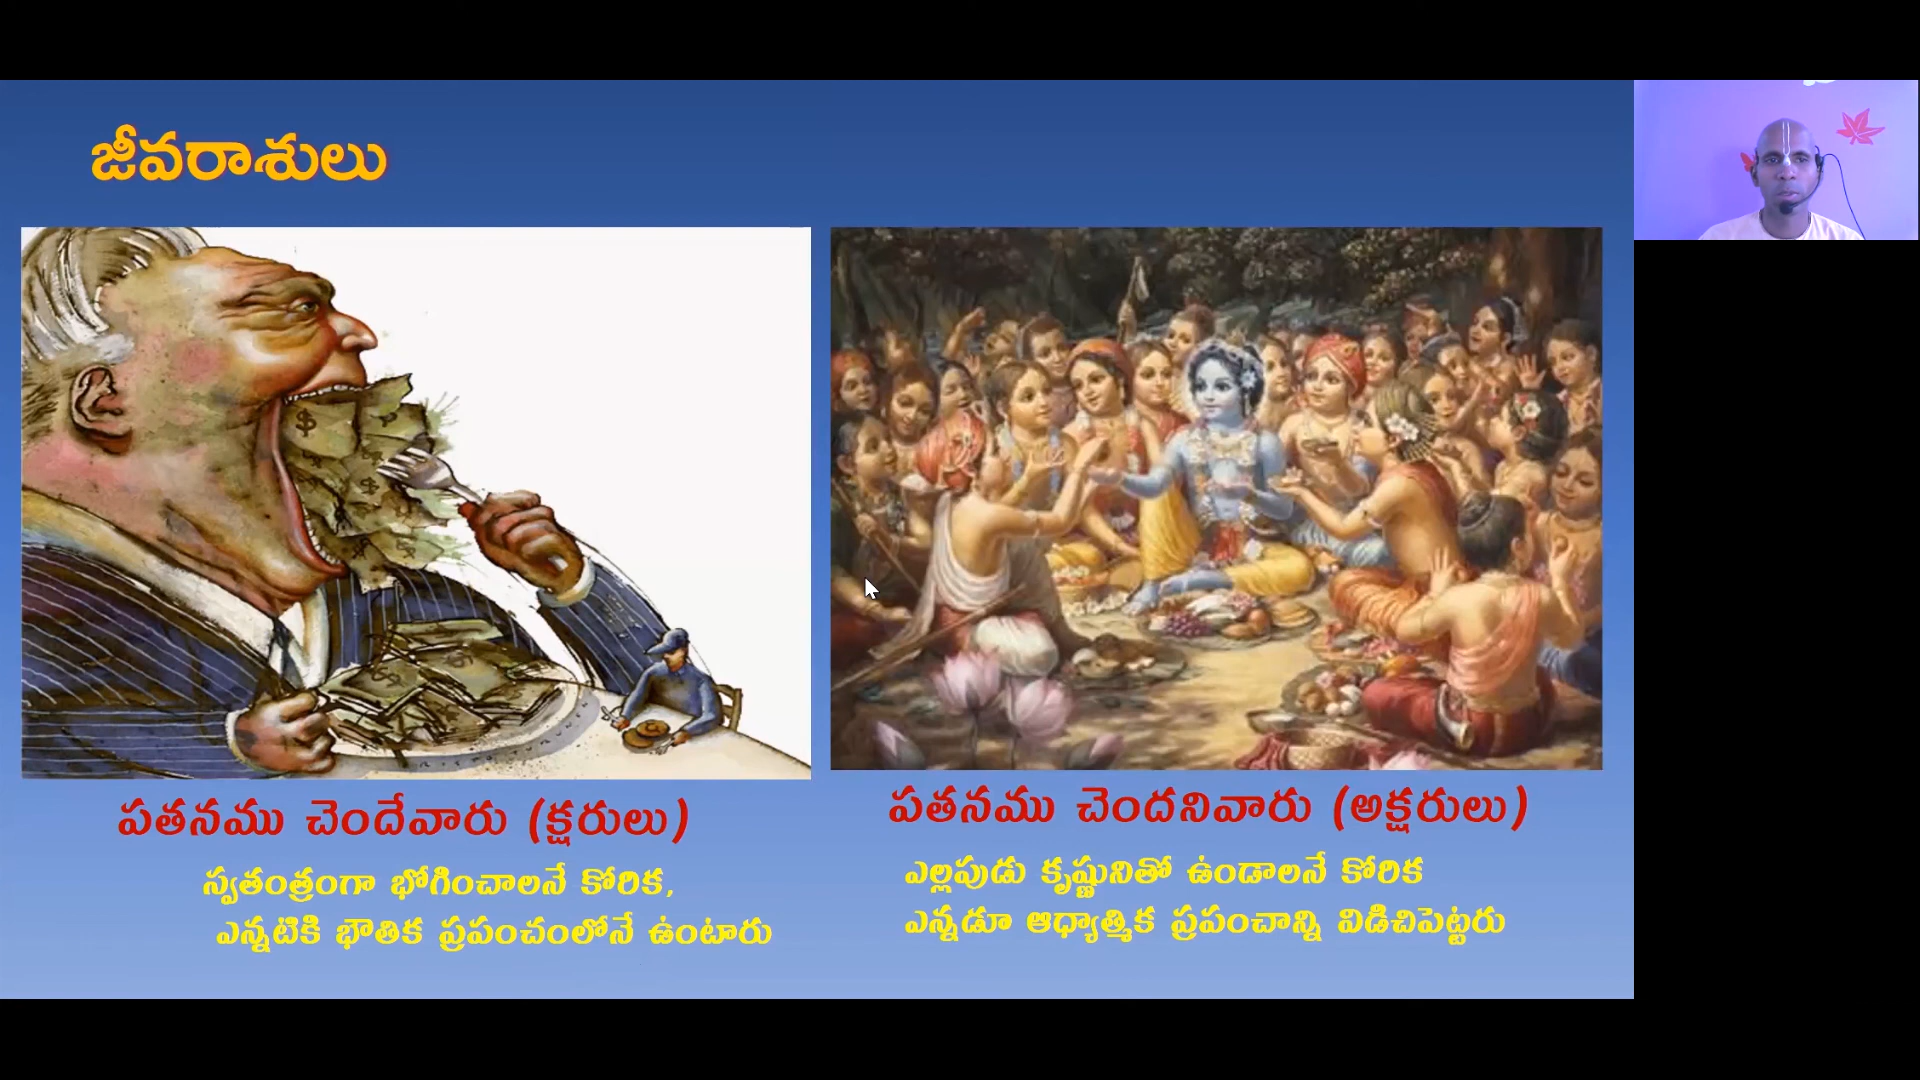 జీవరాశులు
పతనము చెందేవారు (క్షరులు)
స్వతంత్రంగా భోగించాలనే కోరిక,
ఎన్నటికి భౌతిక ప్రపంచంలోనే ఉంటారు
పతనము చెందనివారు (అక్షరులు)
ఎల్లపుడు కృష్ణునితో ఉండాలనే కోరిక
ఎన్నడూ ఆధ్యాత్మిక ప్రపంచాన్ని విడిచిపెట్టరు